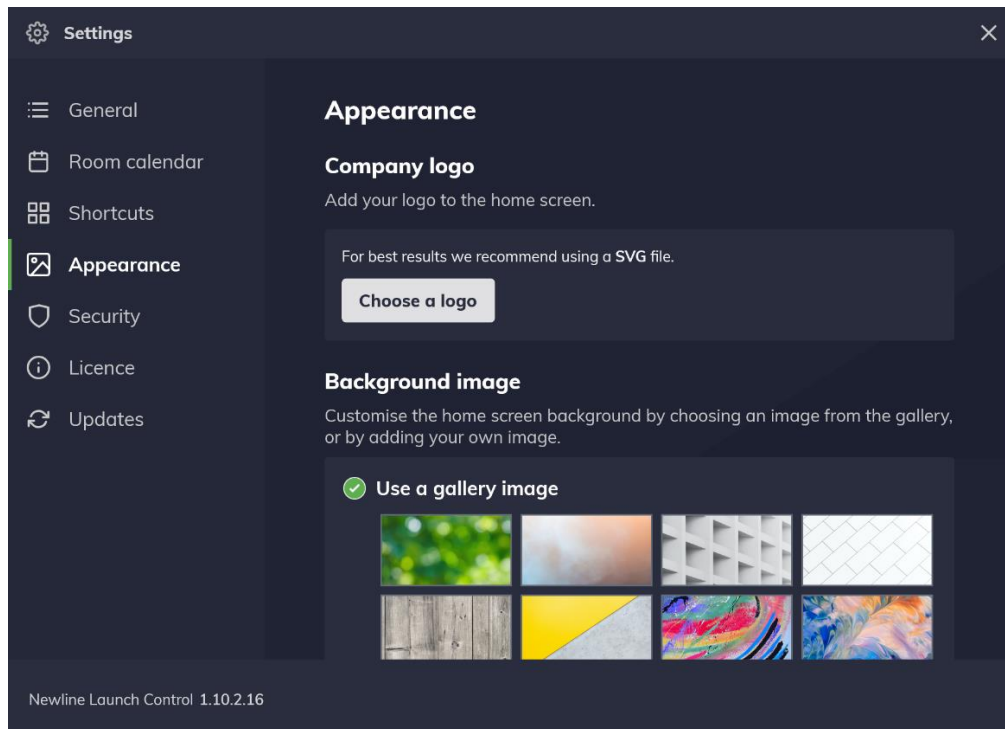 Settings
General
Room calendar
Shortcuts
Appearance
Security
Licence
Updates
Appearance
Company logo
Add your logo to the home screen.
For best results we recommend using a SVG file.
Choose a logo
Background image
Customise the home screen background by choosing an image from the gallery,
or by adding your own image.
Use a gallery image
Newline Launch Control 1.10.2.16